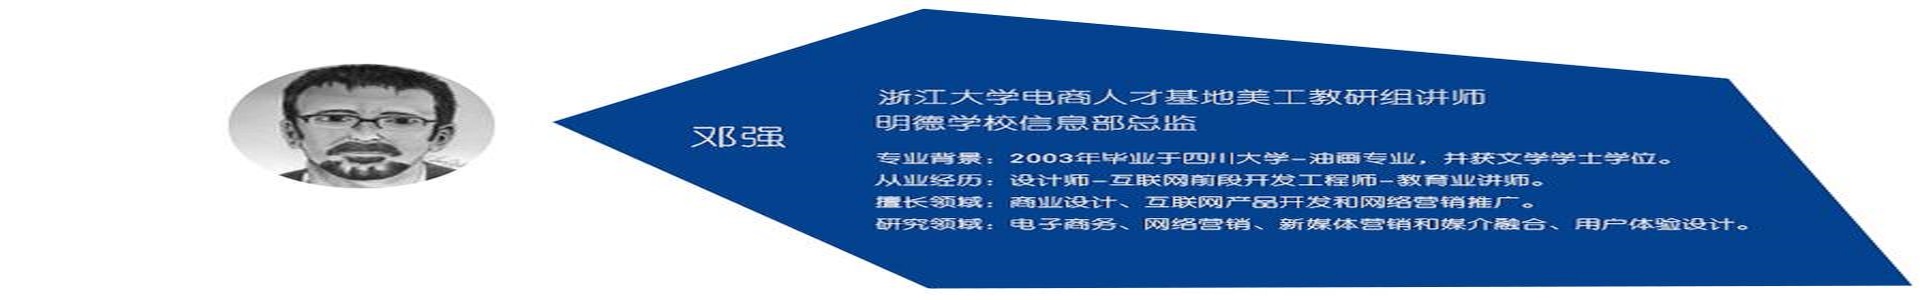 邓强
浙江大学电商人才基地美工教研组讲师
明德学校信息部总监
专业背景：2003年毕业于四川大学-油画专业，并获文学学士学位。
从业经历：设计师-互联网前段开发工程师-教育业讲师。
擅长领域：商业设计、互联网产品开发和网络营销推广。
研究领域：电子商务、网络营销、新媒体营销和媒介融合、用户体验设计。